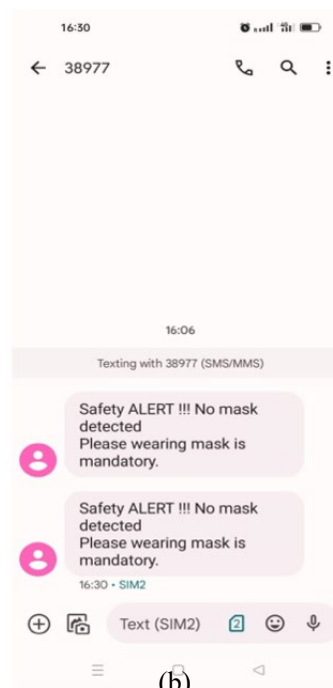 16:30
38977
16:06
Texting with 38977 (SMS/MMS)
Safety ALERT !!! No mask
detected
Please wearing mask is
mandatory.
Safety ALERT !!! No mask
detected
Please wearing mask is
mandatory.
16:30 • SIM2
Text (SIM2)
2
(b)